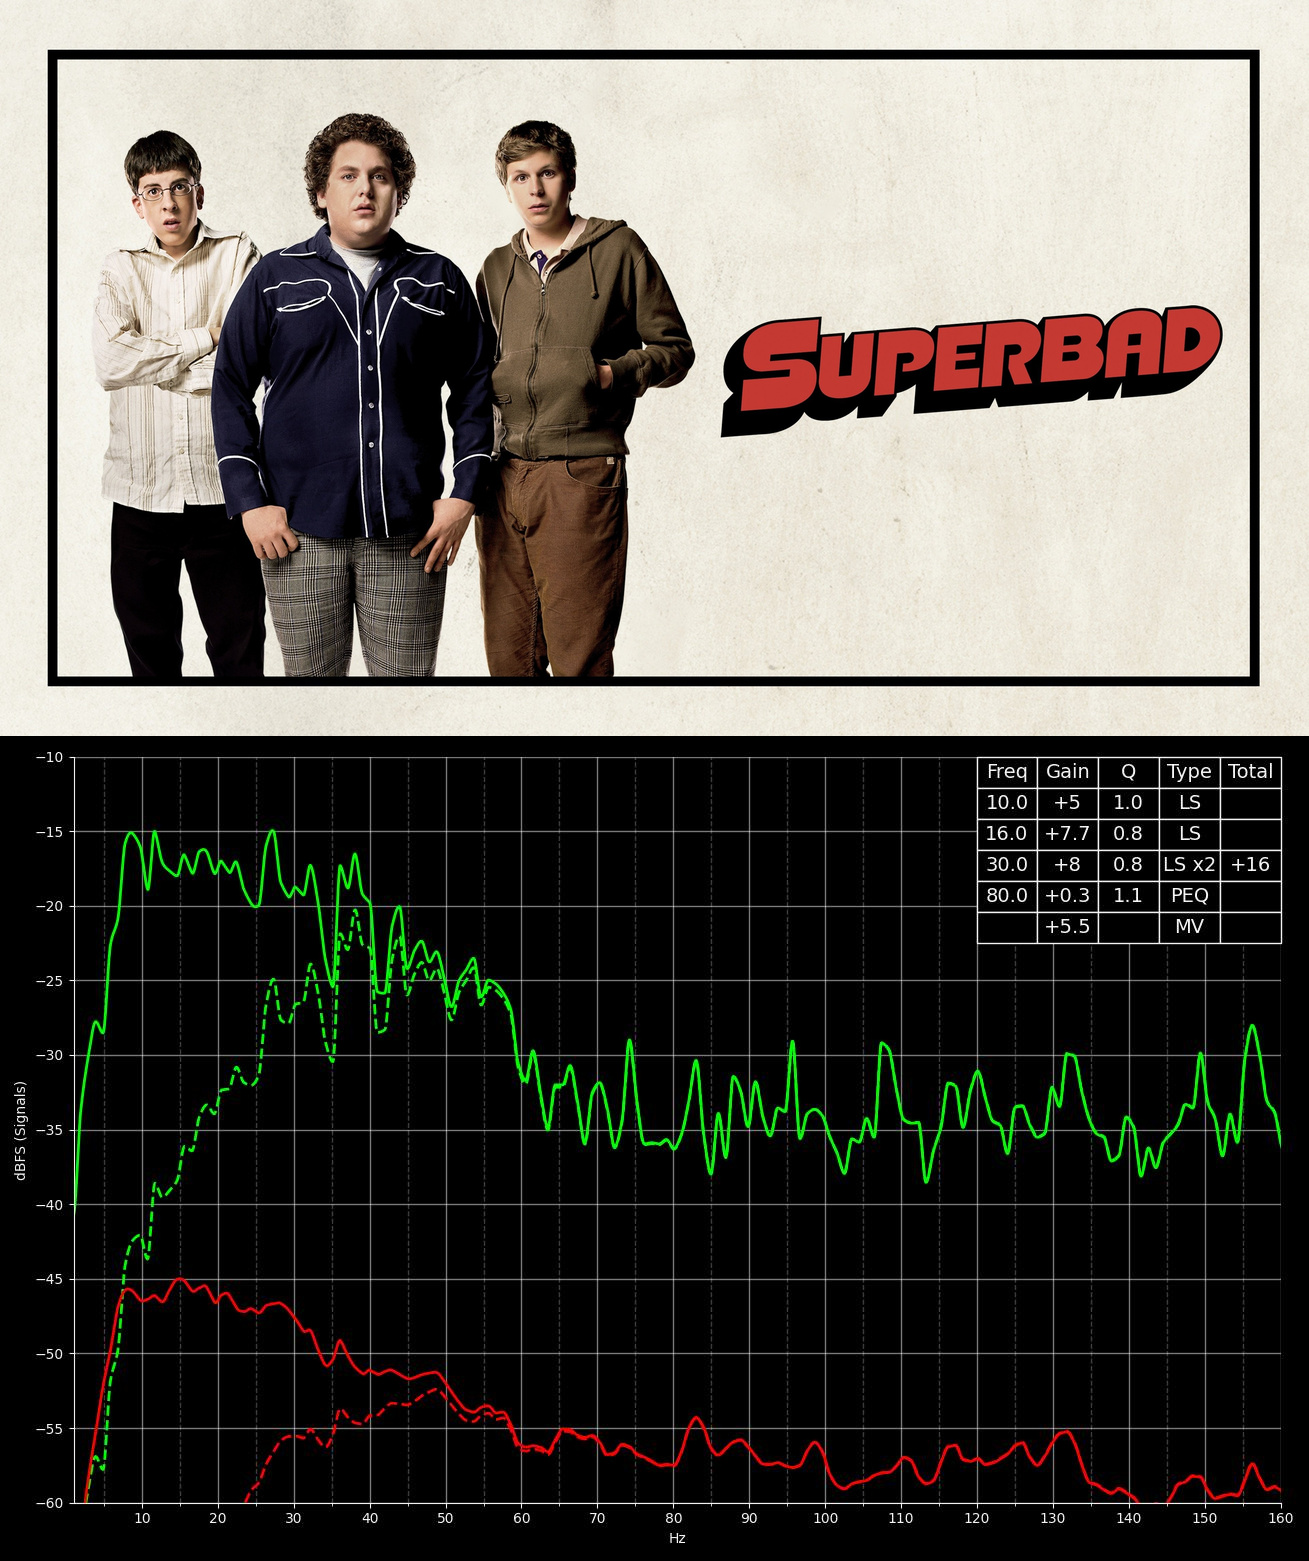 SUPERBAD
Freq Gain Q Type Total
10.0 +5 1.0 LS
16.0 +7.7 0.8 LS
30.0 +8 0.8 LS x2 +16
80.0 +0.3 1.1 PEQ
+5.5 MV
−10
−15
−20
−25
−30
−35
−40
−45
−50
−55
−60
dBFS (Signals)
10 20 30 40 50 60 70 80 90 100 110 120 130 140 150 160
Hz